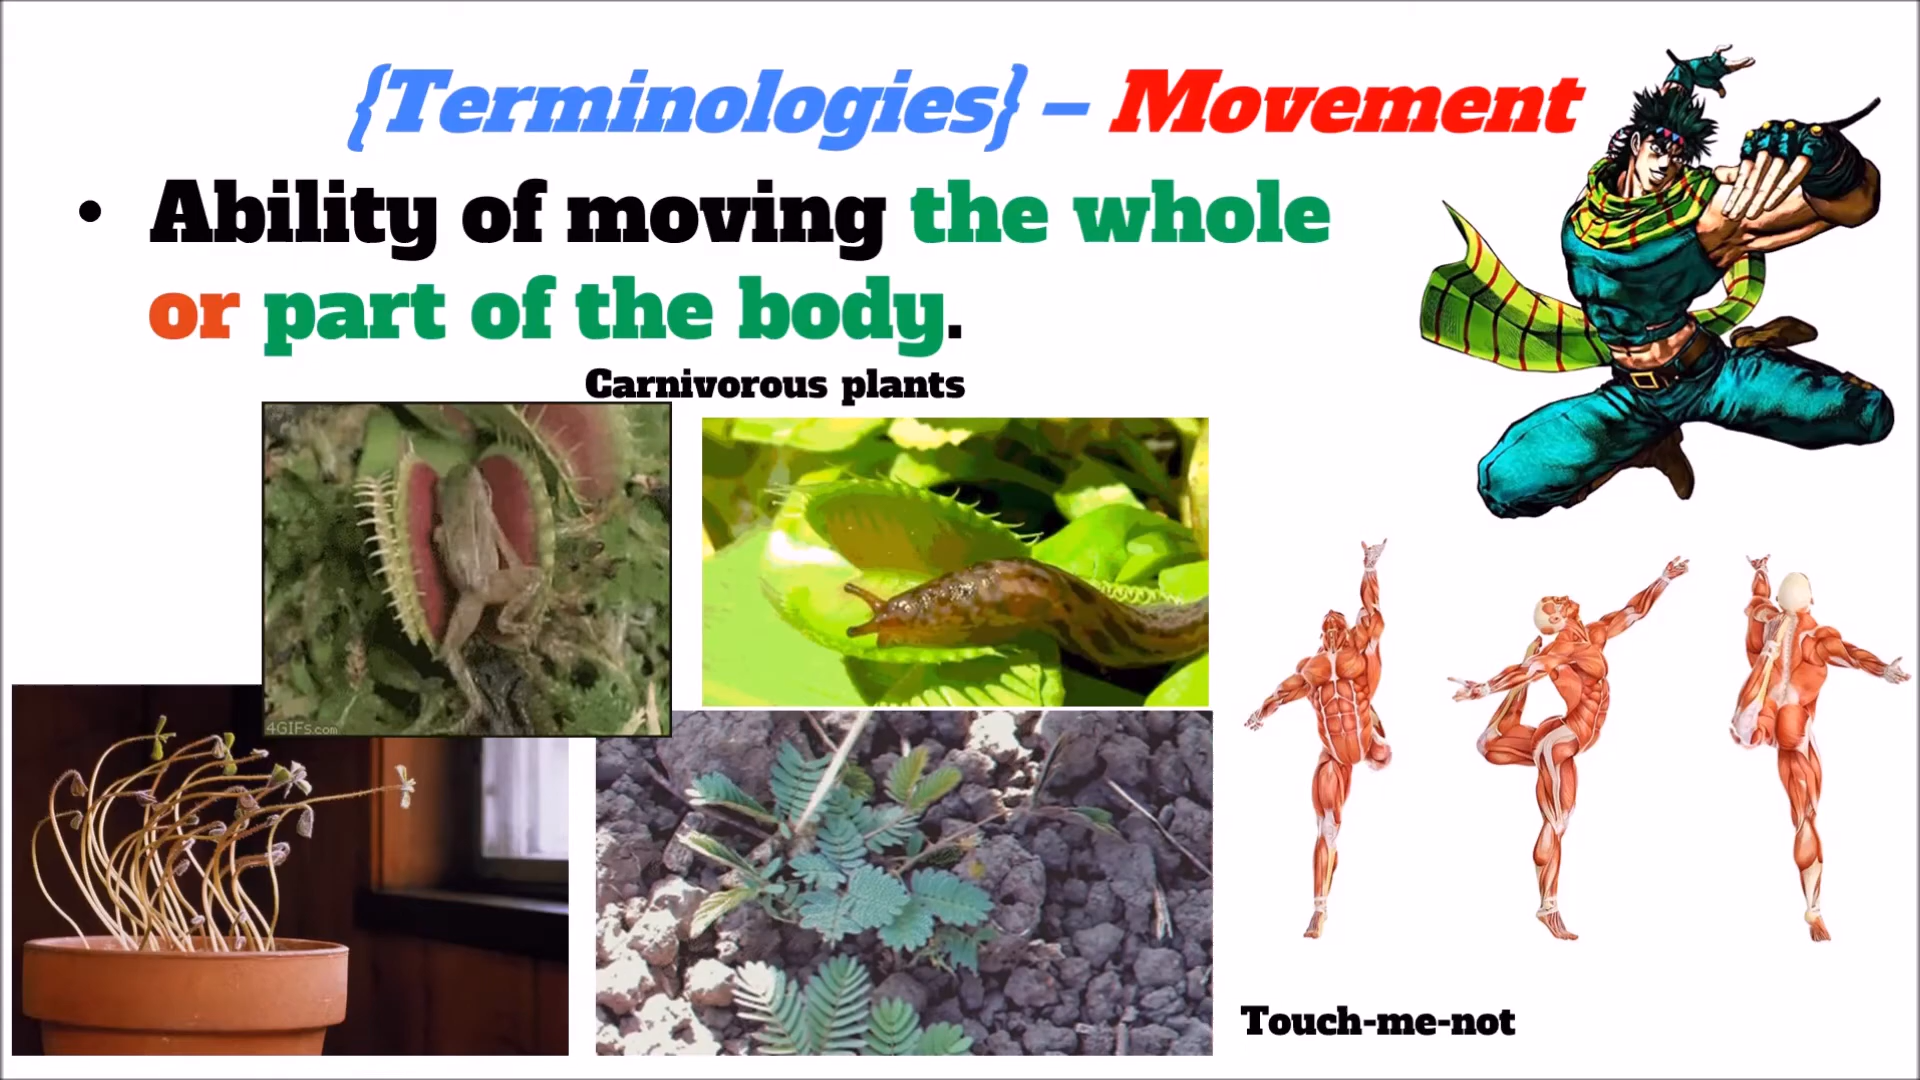 {Terminologies} – Movement
• Ability of moving the whole
or part of the body.
Carnivorous plants
4GIFs.com
Touch-me-not